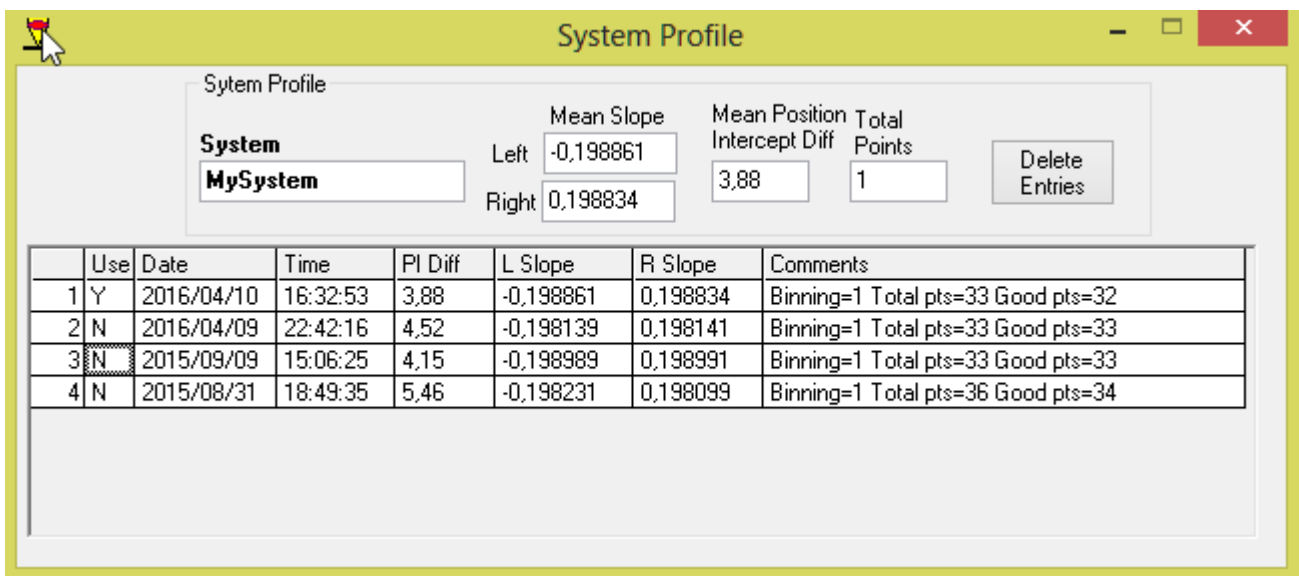 System Profile
Sytem Profile
System
MySystem
Mean Slope
Left -0,198861
Right 0,198834
Mean Position
Intercept Diff
3,88
Total
Points
1
Delete
Entries
Use Date Time PI Diff L Slope R Slope Comments
1 Y 2016/04/10 16:32:53 3,88 -0,198861 0,198834 Binning=1 Total pts=33 Good pts=32
2 N 2016/04/09 22:42:16 4,52 -0,198139 0,198141 Binning=1 Total pts=33 Good pts=33
3 N 2015/09/09 15:06:25 4,15 -0,198989 0,198991 Binning=1 Total pts=33 Good pts=33
4 N 2015/08/31 18:49:35 5,46 -0,198231 0,198099 Binning=1 Total pts=36 Good pts=34